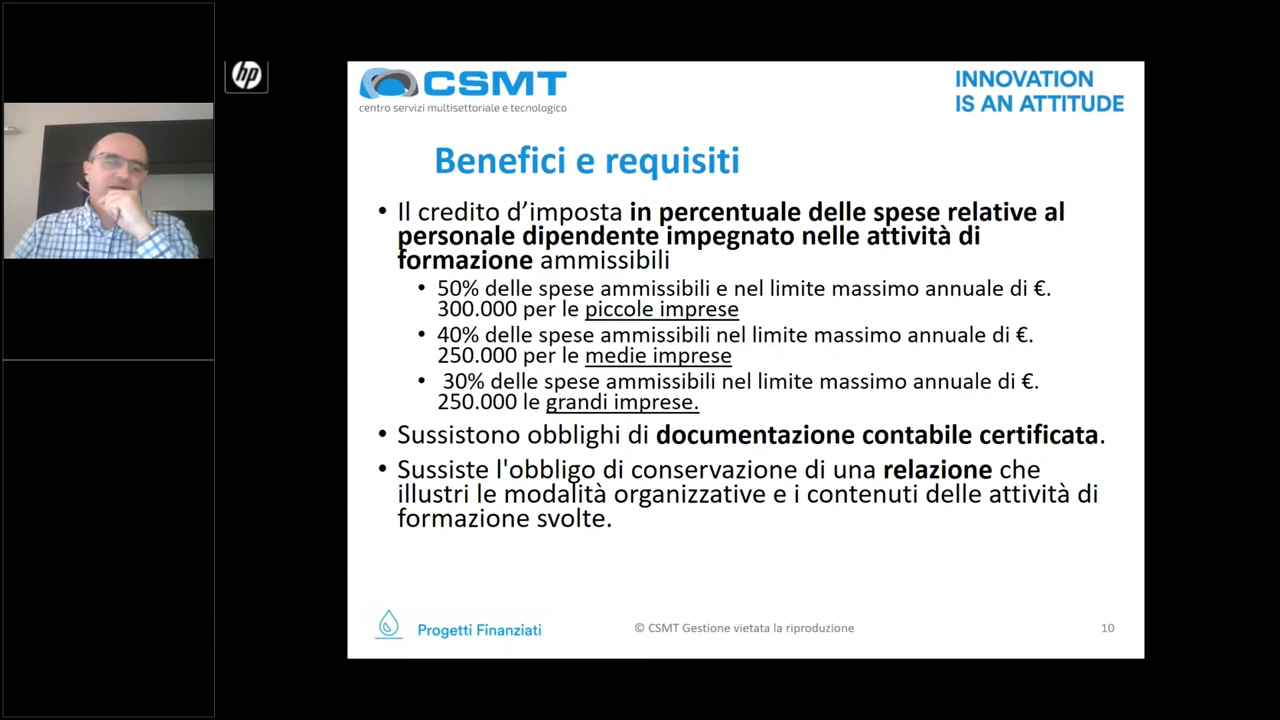 hp
CSMT
centro servizi multisettoriale e tecnologico
INNOVATION
IS AN ATTITUDE
Benefici e requisiti
• Il credito d’imposta in percentuale delle spese relative al
personale dipendente impegnato nelle attività di
formazione ammissibili
• 50% delle spese ammissibili e nel limite massimo annuale di €.
300.000 per le piccole imprese
• 40% delle spese ammissibili nel limite massimo annuale di €.
250.000 per le medie imprese
• 30% delle spese ammissibili nel limite massimo annuale di €.
250.000 le grandi imprese.
• Sussistono obblighi di documentazione contabile certificata.
• Sussiste l'obbligo di conservazione di una relazione che
illustri le modalità organizzative e i contenuti delle attività di
formazione svolte.
Progetti Finanziati
© CSMT Gestione vietata la riproduzione
10